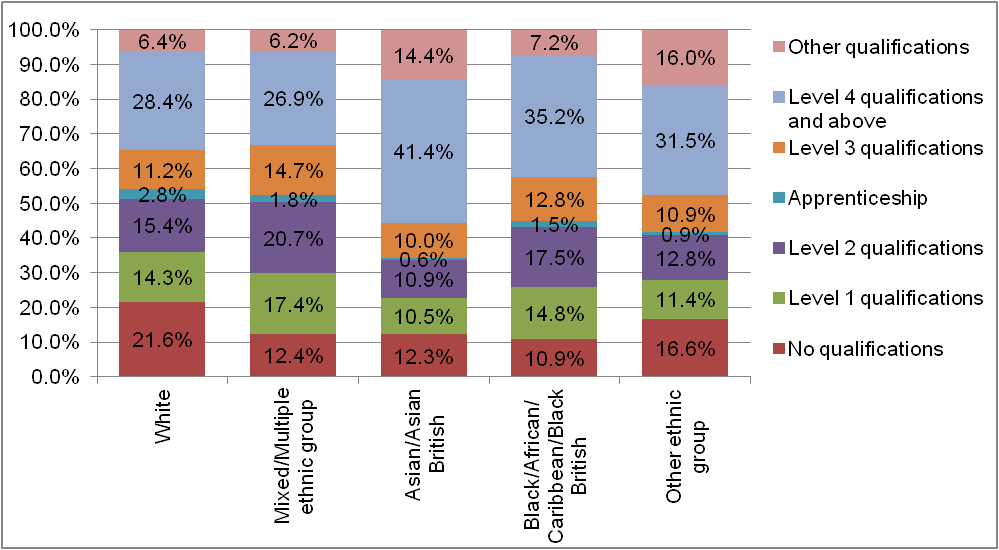 100.0%
90.0%
80.0%
70.0%
60.0%
50.0%
40.0%
30.0%
20.0%
10.0%
0.0%
6.4%
28.4%
11.2%
2.8%
15.4%
14.3%
21.6%
6.2%
26.9%
14.7%
1.8%
20.7%
17.4%
12.4%
14.4%
41.4%
10.0%
0.6%
10.9%
10.5%
12.3%
7.2%
35.2%
12.8%
1.5%
17.5%
14.8%
10.9%
16.0%
31.5%
10.9%
0.9%
12.8%
11.4%
16.6%
White
Mixed/Multiple
ethnic group
Asian/Asian
British
Black/African/
Caribbean/Black
British
Other ethnic
group
Other qualifications
Level 4 qualifications
and above
Level 3 qualifications
Apprenticeship
Level 2 qualifications
Level 1 qualifications
No qualifications